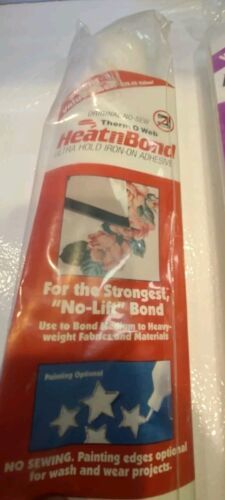 ORIGINAL NO-SEW
Therm O Web
HeatnBond
ULTRA HOLD IRON-ON ADHESIVE
For the Strongest,
"No-Lift" Bond
Use to Bond Medium to Heavy-
weight Fabrics and Materials
Painting Optional
NO SEWING. Painting edges optional
for wash and wear projects.